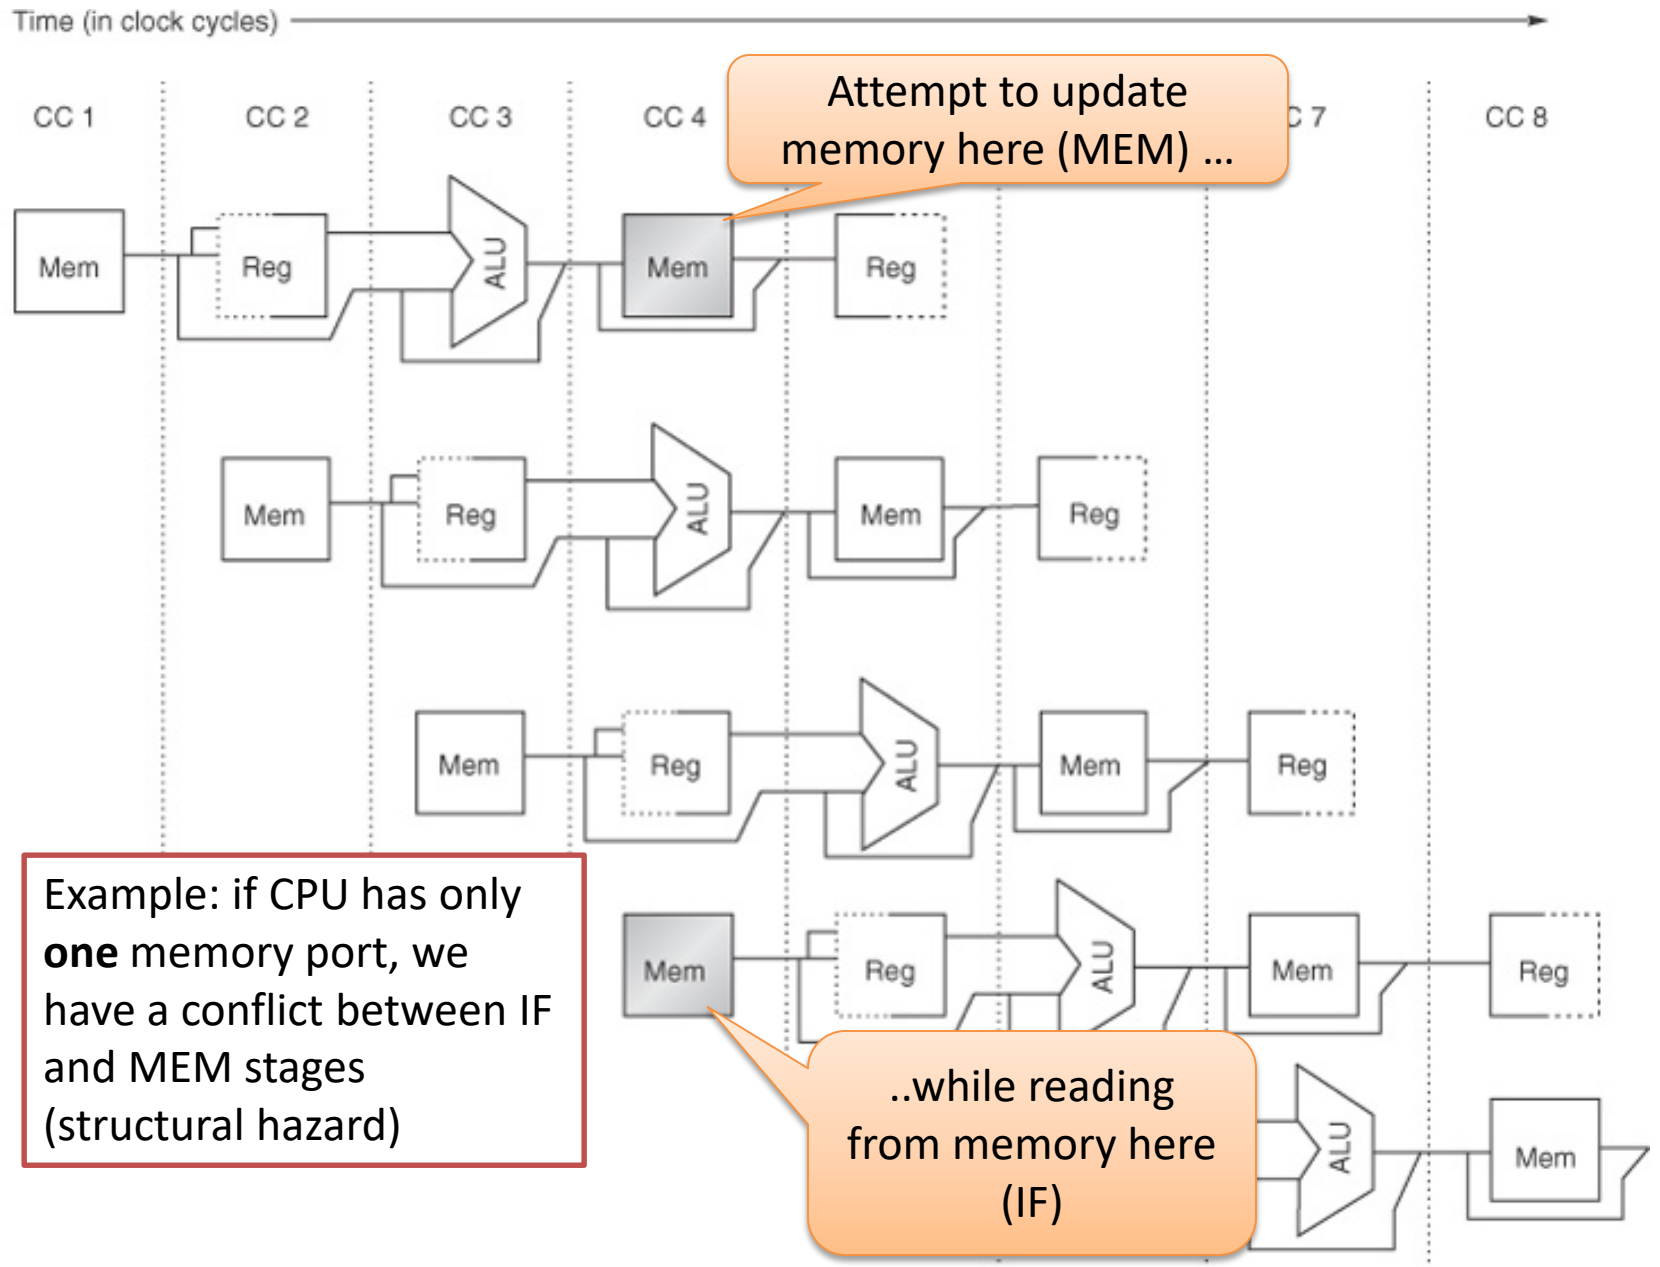 Time (in clock cycles)
Attempt to update
memory here (MEM) ...
CC 1 CC 2 CC 3 CC 4 C 7 CC 8
Mem Reg ALU Mem Reg
Mem Reg ALU Mem Reg
Mem Reg ALU Mem Reg
Mem Reg ALU Mem Reg
Example: if CPU has only
one memory port, we
have a conflict between IF
and MEM stages
(structural hazard)
..while reading
from memory here
(IF)
ALU Mem